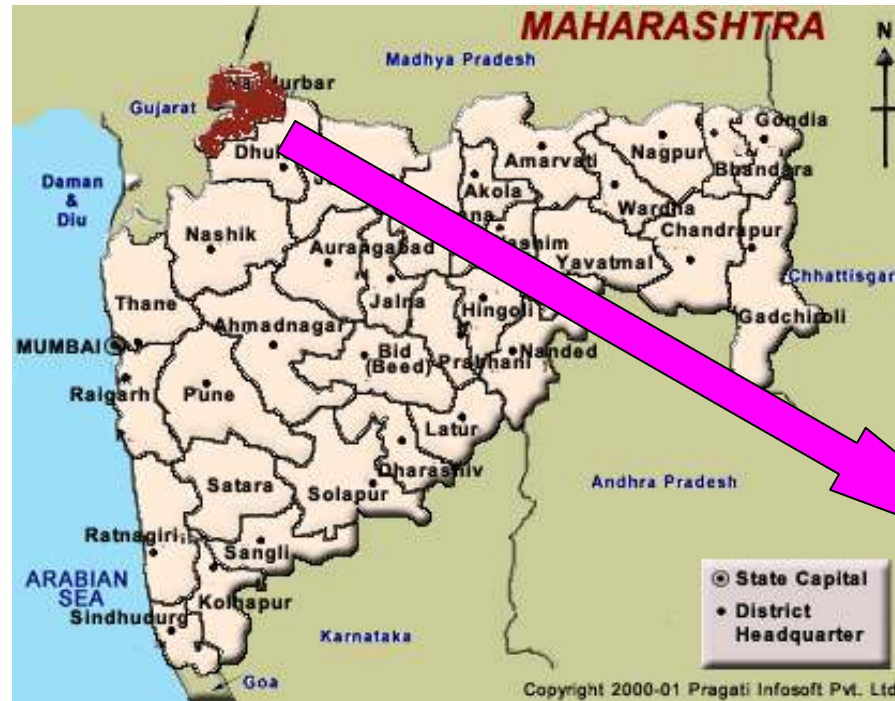 MAHARASHTRA
N
Madhya Pradesh
Gujarat
Gondia
Nagpur
Amarvati
Bhandara
Daman
&
Diu
Akola
Wardha
Chandrapur
Nashik
Aurangabad
Yavatmal
Chhattisgar
Thane
Jalna
Hingoli
Gadchiroli
Ahmadnagar
MUMBAI
Bid
(Beed)
Prabhani
Nanded
Raigarh
Pune
Latur
Dharashiv
Satara
Solapur
Andhra Pradesh
Ratnagiri
Sangli
ARABIAN
SEA
Kolhapur
Sindhudurg
Karnataka
Goa
State Capital
District
Headquarter
Copyright 2000-01 Pragati Infosoft Pvt. Ltd